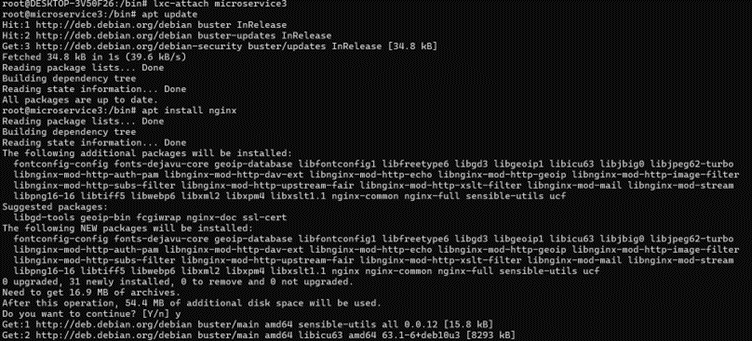 root@DESKTOP-3V50F26:/bin# lxc-attach microservice3
root@microservice3:/bin# apt update
Hit:1 http://deb.debian.org/debian buster InRelease
Hit:2 http://deb.debian.org/debian buster-updates InRelease
Get:3 http://deb.debian.org/debian-security buster/updates InRelease [34.8 kB]
Fetched 34.8 kB in 1s (39.6 kB/s)
Reading package lists... Done
Building dependency tree
Reading state information... Done
All packages are up to date.
root@microservice3:/bin# apt install nginx
Reading package lists... Done
Building dependency tree
Reading state information... Done
The following additional packages will be installed:
  fontconfig-config fonts-dejavu-core geoip-database libfontconfig1 libfreetype6 libgd3 libgeoip1 libicu63 libjbig0 libjpeg62-turbo
  libnginx-mod-http-auth-pam libnginx-mod-http-dav-ext libnginx-mod-http-echo libnginx-mod-http-geoip libnginx-mod-http-image-filter
  libnginx-mod-http-subs-filter libnginx-mod-http-upstream-fair libnginx-mod-http-xslt-filter libnginx-mod-mail libnginx-mod-stream
  libpng16-16 libtiff5 libwebp6 libxml2 libxpm4 libxslt1.1 nginx-common nginx-full sensible-utils ucf
Suggested packages:
  libgd-tools geoip-bin fcgiwrap nginx-doc ssl-cert
The following NEW packages will be installed:
  fontconfig-config fonts-dejavu-core geoip-database libfontconfig1 libfreetype6 libgd3 libgeoip1 libicu63 libjbig0 libjpeg62-turbo
  libnginx-mod-http-auth-pam libnginx-mod-http-dav-ext libnginx-mod-http-echo libnginx-mod-http-geoip libnginx-mod-http-image-filter
  libnginx-mod-http-subs-filter libnginx-mod-http-upstream-fair libnginx-mod-http-xslt-filter libnginx-mod-mail libnginx-mod-stream
  libpng16-16 libtiff5 libwebp6 libxml2 libxpm4 libxslt1.1 nginx nginx-common nginx-full sensible-utils ucf
0 upgraded, 31 newly installed, 0 to remove and 0 not upgraded.
Need to get 16.9 MB of archives.
After this operation, 54.4 MB of additional disk space will be used.
Do you want to continue? [Y/n] y
Get:1 http://deb.debian.org/debian buster/main amd64 sensible-utils all 0.0.12 [15.8 kB]
Get:2 http://deb.debian.org/debian buster/main amd64 libicu63 amd64 63.1-6+deb10u3 [8293 kB]